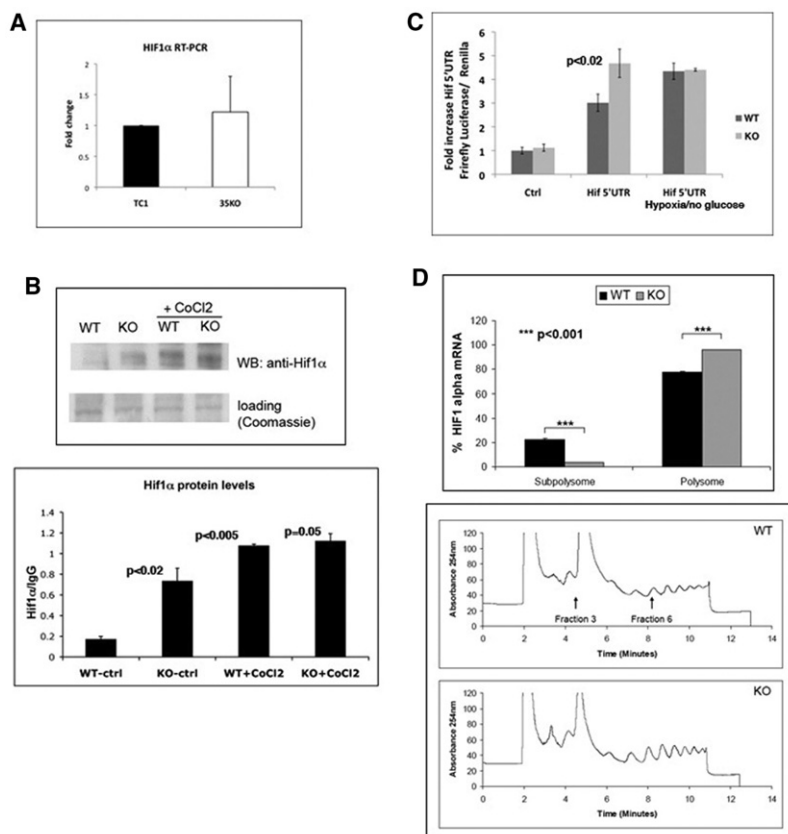 A
HIF1α RT-PCR
Fold change
2
1.5
1
0.5
0
TC1
3SKO
C
Fold increase Hif 5'UTR
Frirefly Luciferase/ Renilla
6
5
4
3
2
1
0
p<0.02
WT
KO
Ctrl
Hif 5'UTR
Hif 5'UTR
Hypoxia/no glucose
B
+ CoCl2
WT KO WT KO
WB: anti-Hif1α
loading
(Coomassie)
Hif1α protein levels
Hif1α/IgG
1.4
1.2
1
0.8
0.6
0.4
0.2
0
p<0.02
p<0.005
p=0.05
WT-ctrl
KO-ctrl
WT+CoCl2
KO+CoCl2
D
WT KO
% HIF1 alpha mRNA
120
100
80
60
40
20
0
*** p<0.001
***
***
Subpolysome
Polysome
WT
Absorbance 254nm
120
100
80
60
40
20
0
Fraction 3
Fraction 6
0 2 4 6 8 10 12 14
Time (Minutes)
KO
Absorbance 254nm
120
100
80
60
40
20
0
0 2 4 6 8 10 12 14
Time (Minutes)